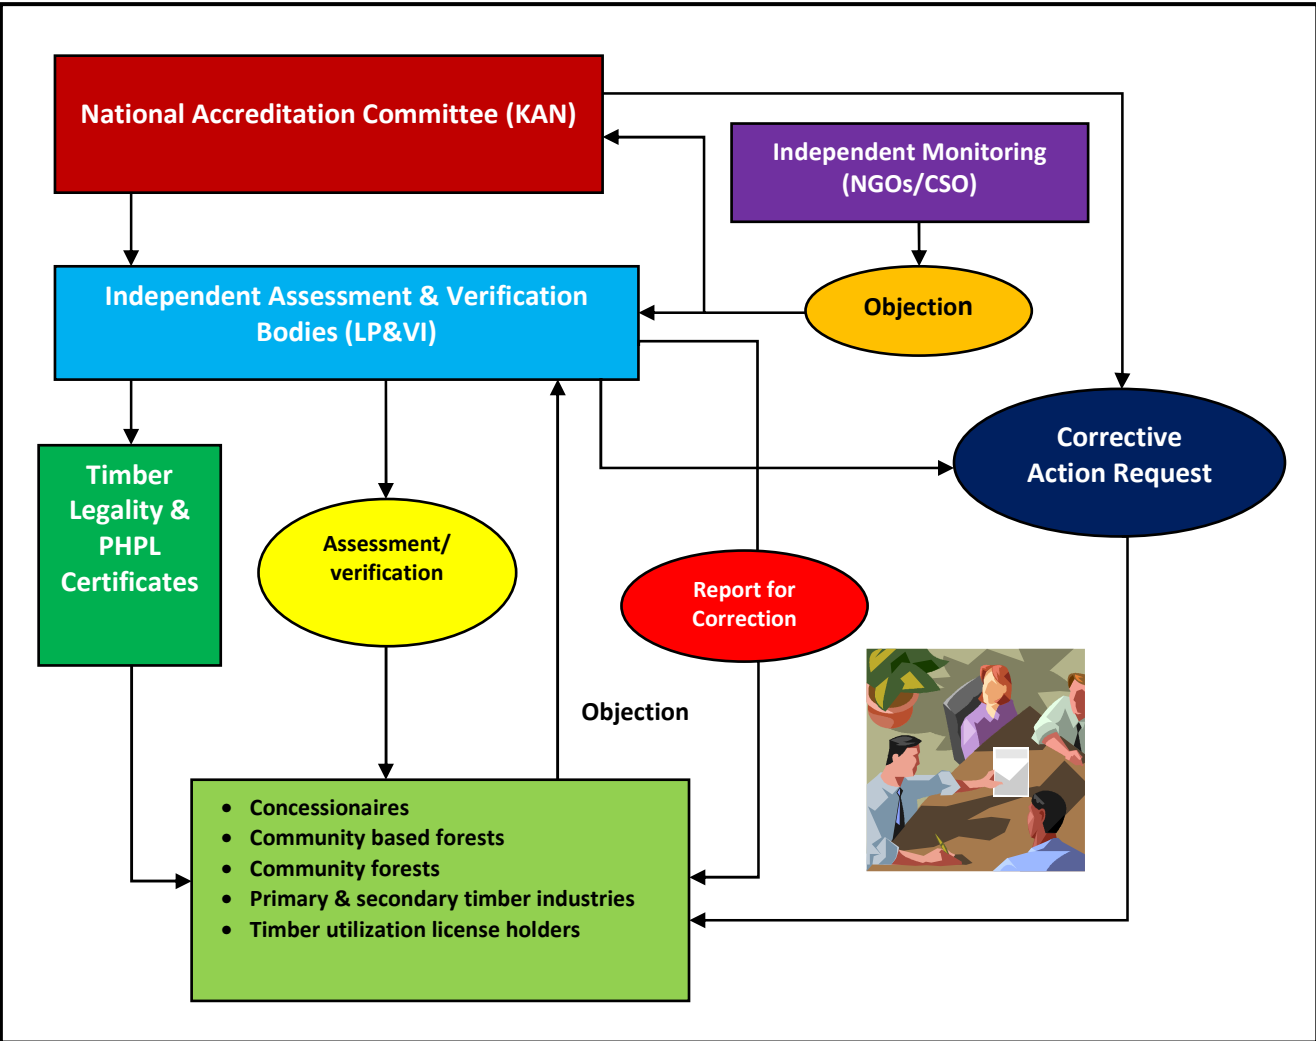 National Accreditation Committee (KAN)
Independent Monitoring
(NGOs/CSO)
Independent Assessment & Verification
Bodies (LP&VI)
Objection
Corrective
Action Request
Timber
Legality &
PHPL
Certificates
Assessment/
verification
Report for
Correction
Objection
• Concessionaires
• Community based forests
• Community forests
• Primary & secondary timber industries
• Timber utilization license holders